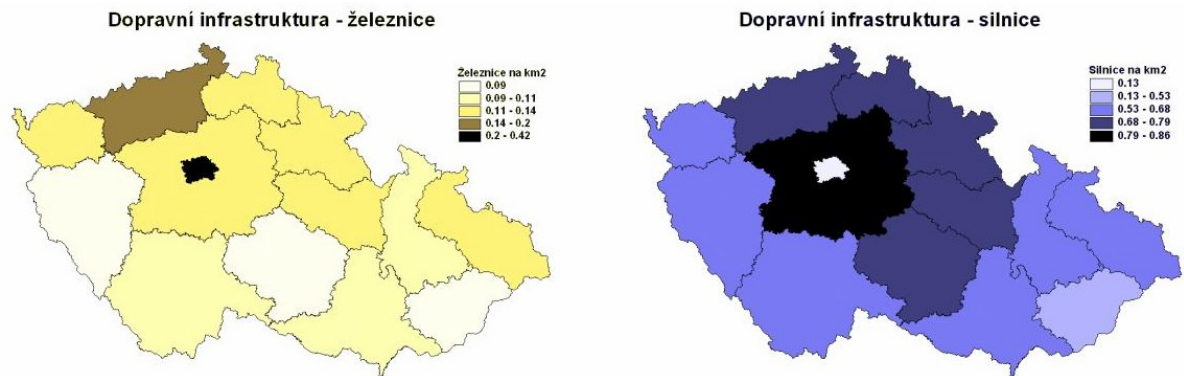 Dopravní infrastruktura - železnice
Železnice na km2
0.09
0.09 - 0.11
0.11 - 0.14
0.14 - 0.2
0.2 - 0.42
Dopravní infrastruktura - silnice
Silnice na km2
0.13
0.13 - 0.53
0.53 - 0.68
0.68 - 0.79
0.79 - 0.86